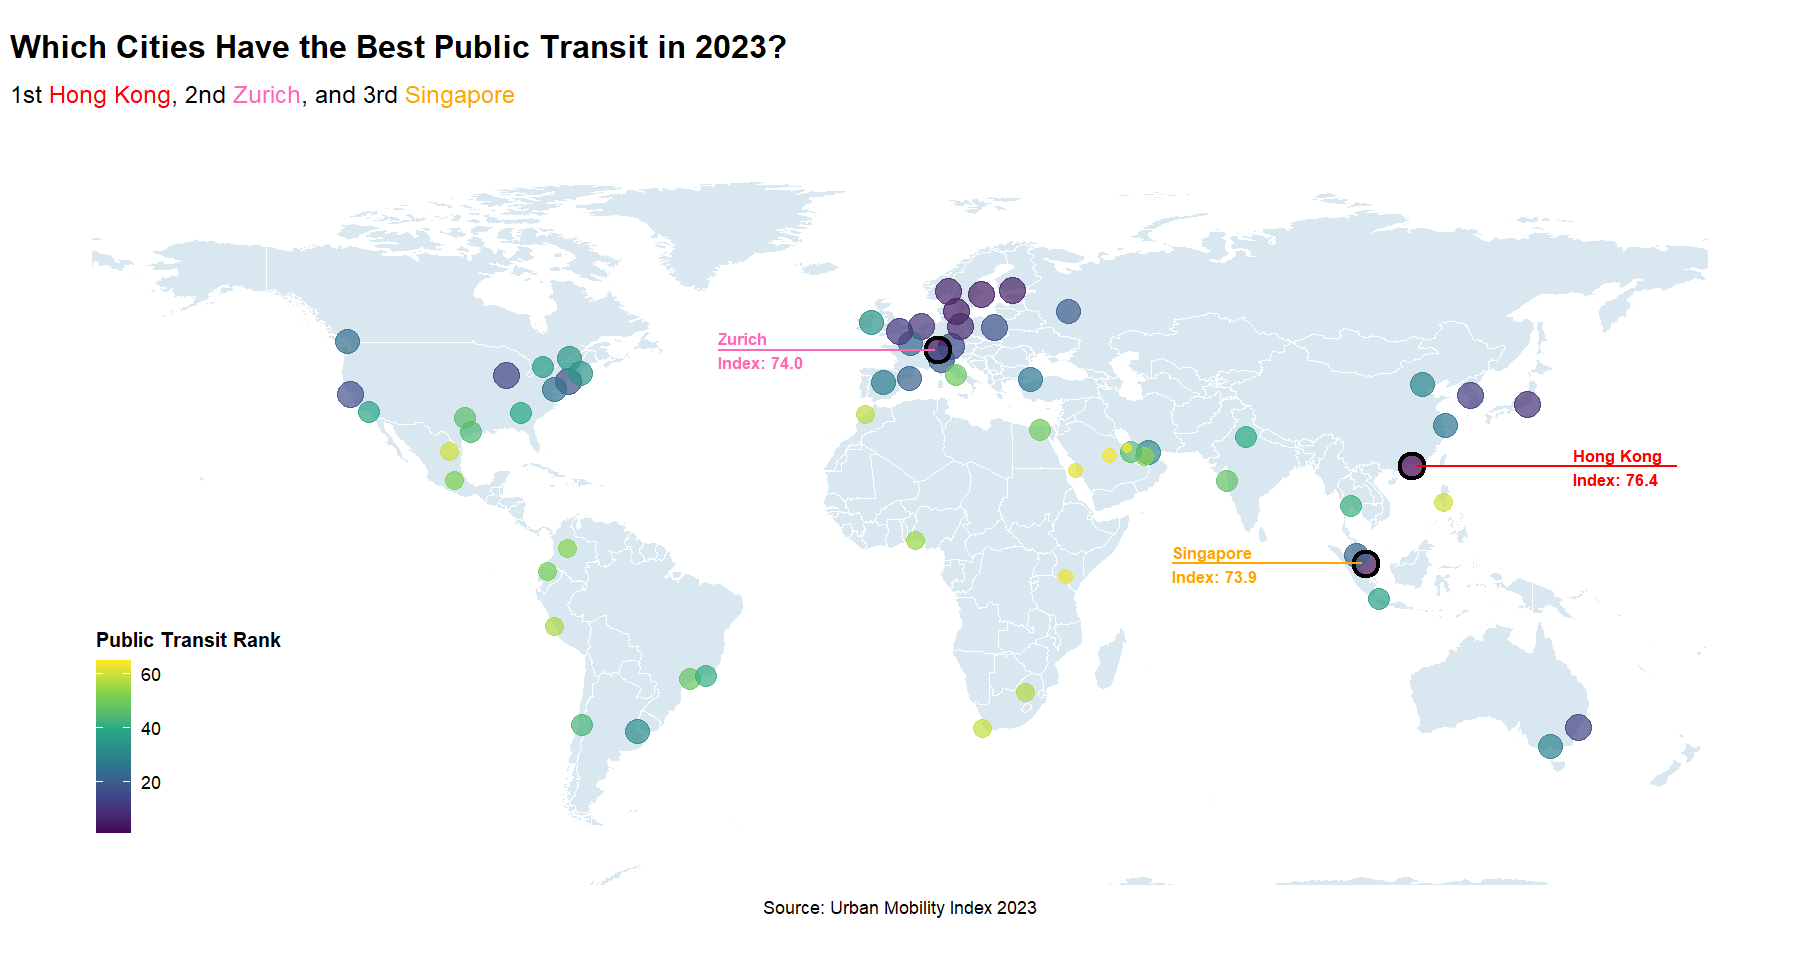 Which Cities Have the Best Public Transit in 2023?
1st Hong Kong, 2nd Zurich, and 3rd Singapore
Zurich
Index: 74.0
Hong Kong
Index: 76.4
Singapore
Index: 73.9
Public Transit Rank
60
40
20
Source: Urban Mobility Index 2023